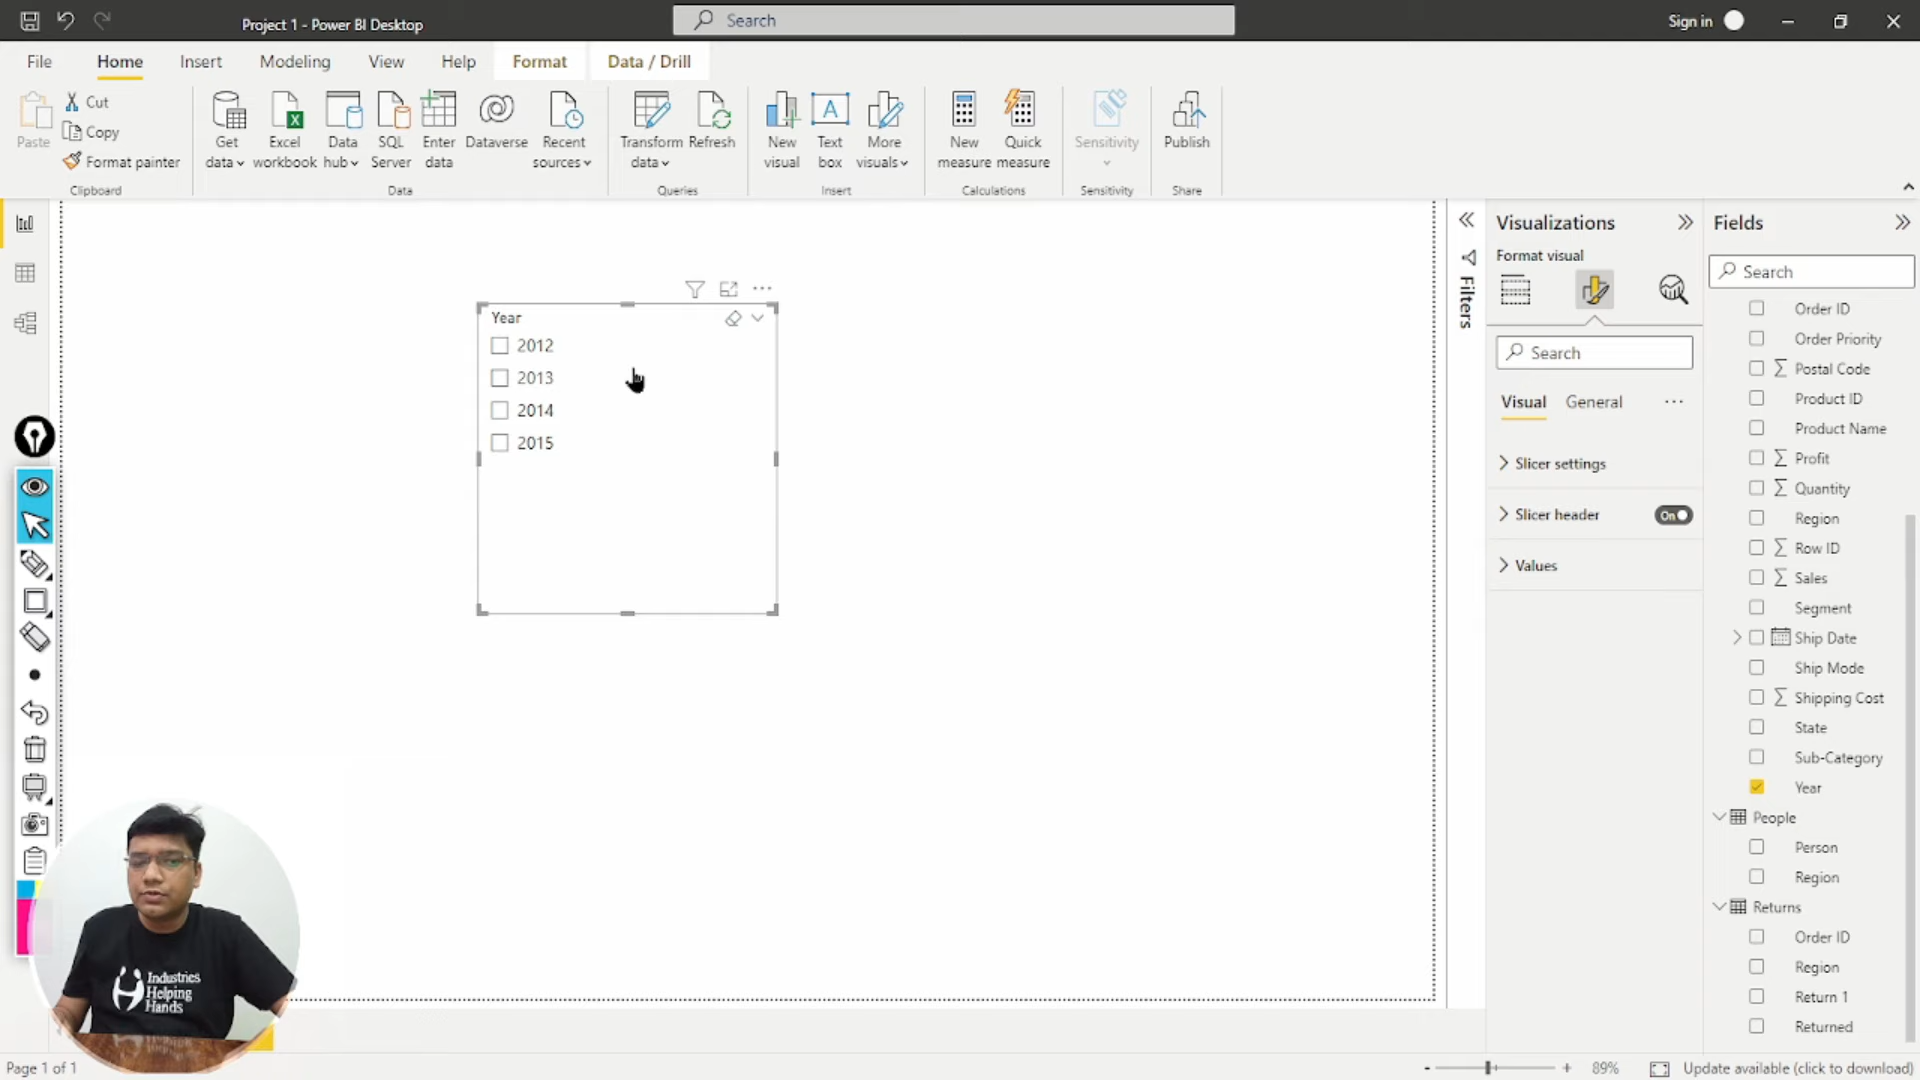 Project 1 - Power BI Desktop
Search
Sign in
File
Home
Insert
Modeling
View
Help
Format
Data / Drill
Paste
Cut
Copy
Format painter
Clipboard
Get data
Excel workbook
Data hub
SQL Server
Enter data
Dataverse
Recent sources
Data
Transform data
Refresh
Queries
New visual
Text box
More visuals
Insert
New measure
Quick measure
Calculations
Sensitivity
Sensitivity
Publish
Share
Year
2012
2013
2014
2015
Filters
Visualizations
Format visual
Search
Visual
General
Slicer settings
Slicer header
On
Values
Fields
Search
Order ID
Order Priority
Postal Code
Product ID
Product Name
Profit
Quantity
Region
Row ID
Sales
Segment
Ship Date
Ship Mode
Shipping Cost
State
Sub-Category
Year
People
Person
Region
Returns
Order ID
Region
Return 1
Returned
Industries
Helping
Hands
Page 1 of 1
- +
89%
Update available (click to download)